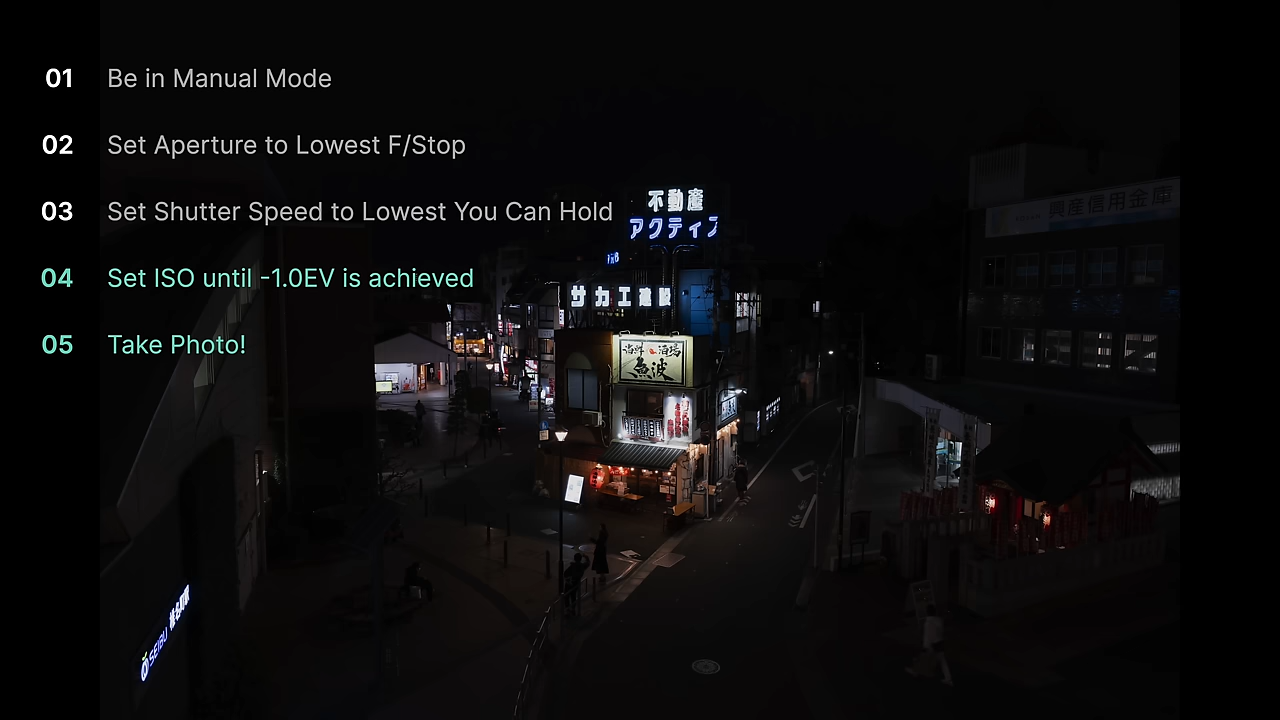 01 Be in Manual Mode
02 Set Aperture to Lowest F/Stop
03 Set Shutter Speed to Lowest You Can Hold
04 Set ISO until -1.0EV is achieved
05 Take Photo!
不動産
アクティブ
サカエ建設
海鮮 酒場
魚波
興産信用金庫
SEIBU